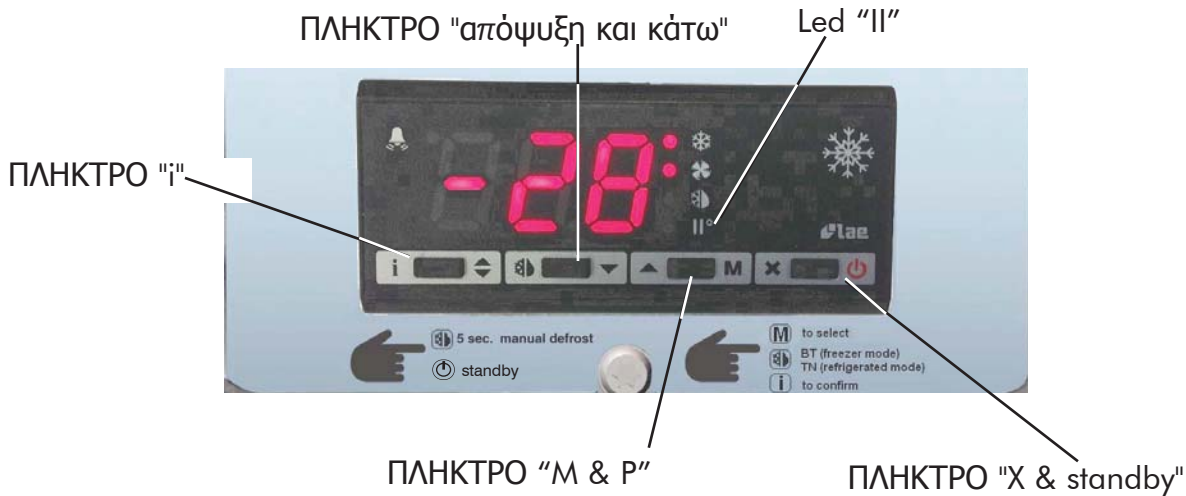 ΠΛΗΚΤΡΟ "απόψυξη και κάτω"
Led “II”
ΠΛΗΚΤΡΟ "i"
-28
II°
lae
i
M
5 sec. manual defrost
standby
M to select
BT (freezer mode)
TN (refrigerated mode)
i to confirm
ΠΛΗΚΤΡΟ “M & P”
ΠΛΗΚΤΡΟ "X & standby"